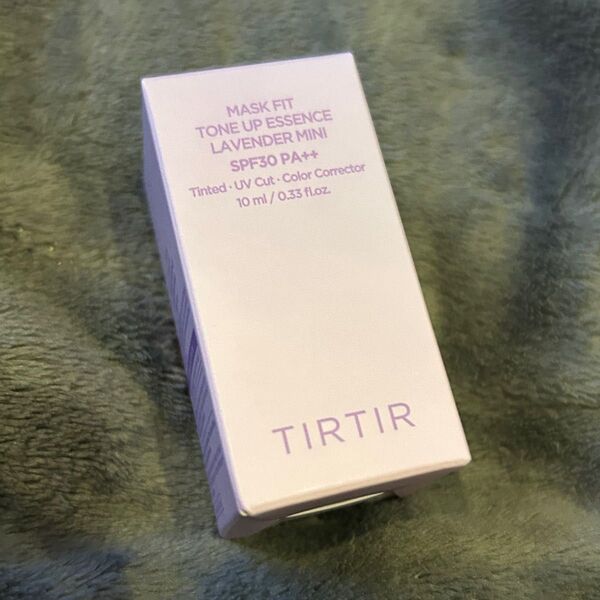 MASK FIT
TONE UP ESSENCE
LAVENDER MINI
SPF30 PA++
Tinted · UV Cut · Color Corrector
10 ml / 0.33 fl.oz.
TIRTIR